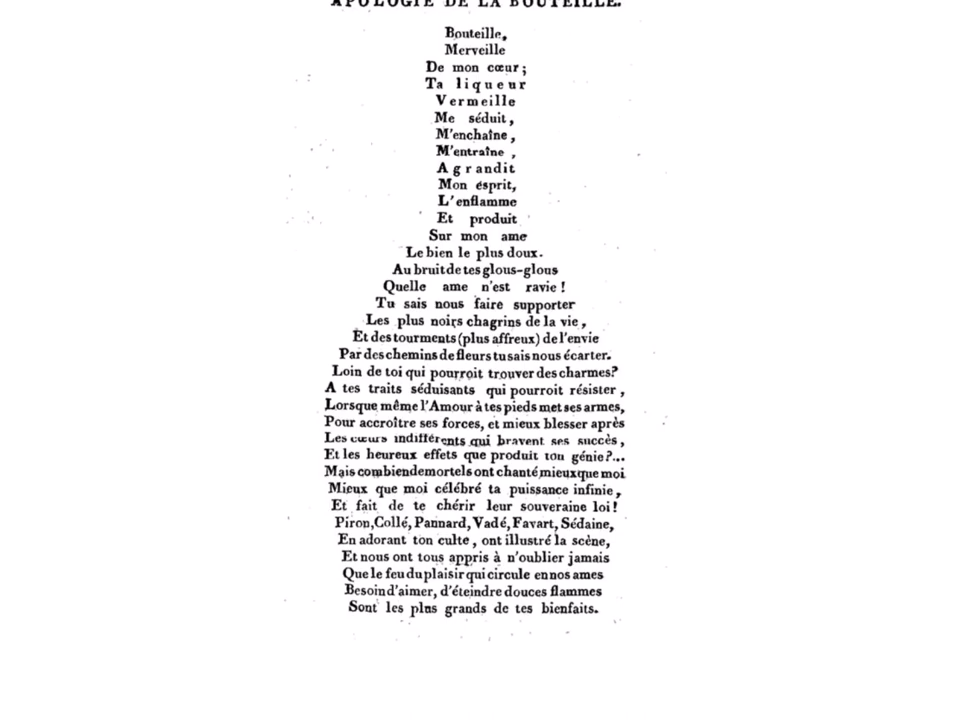 APOLOGIE DE LA BOUTEILLE.
Bouteille,
Merveille
De mon cœur;
Ta liqueur
Vermeille
Me séduit,
M'enchaîne,
M'entraîne,
Agrandit
Mon esprit,
L'enflamme
Et produit
Sur mon ame
Le bien le plus doux.
Au bruit de tes glous-glous
Quelle ame n'est ravie!
Tu sais nous faire supporter
Les plus noirs chagrins de la vie,
Et des tourments (plus affreux) de l'envie
Par des chemins de fleurs tu sais nous écarter.
Loin de toi qui pourroit trouver des charmes?
A tes traits séduisants qui pourroit résister,
Lorsque même l'Amour à tes pieds met ses armes,
Pour accroître ses forces, et mieux blesser après
Les cœurs indifférents qui bravent ses succès,
Et les heureux effets que produit ton génie?...
Mais combien de mortels ont chanté mieux que moi
Mieux que moi célébré ta puissance infinie,
Et fait de te chérir leur souveraine loi!
Piron, Collé, Pannard, Vadé, Favart, Sédaine,
En adorant ton culte, ont illustré la scène,
Et nous ont tous appris à n'oublier jamais
Que le feu du plaisir qui circule en nos ames
Besoin d'aimer, d'éteindre douces flammes
Sont les plus grands de tes bienfaits.